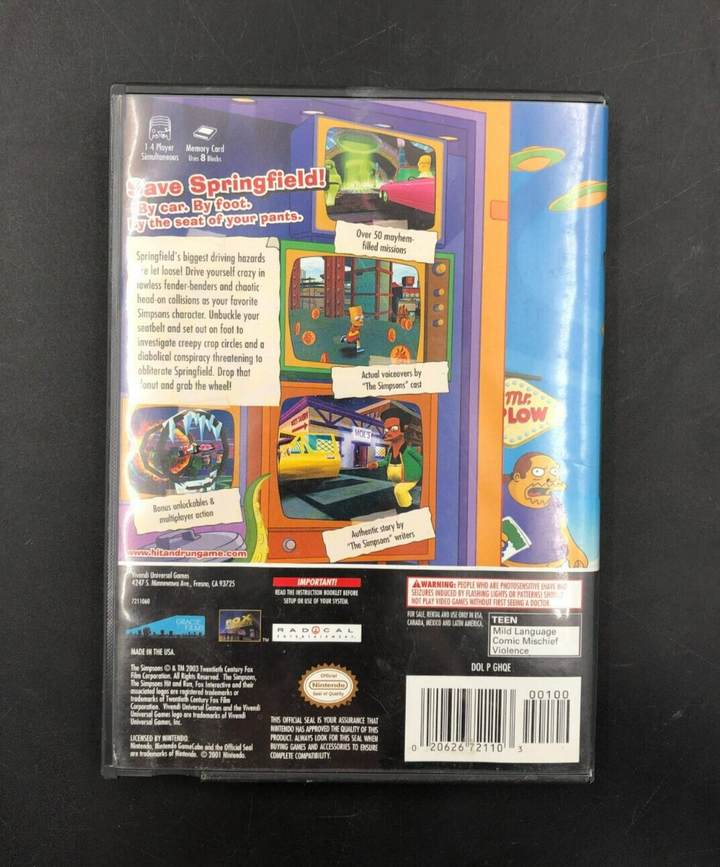 1-4 Player
Simultaneous
Memory Card
Uses 8 Blocks
Save Springfield!
By car. By foot.
By the seat of your pants.
Over 50 mayhem-
filled missions
Springfield's biggest driving hazards
re let loose! Drive yourself crazy in
awless fender-benders and chaotic
head-on collisions as your favorite
Simpsons character. Unbuckle your
seatbelt and set out on foot to
investigate creepy crop circles and a
diabolical conspiracy threatening to
obliterate Springfield. Drop that
donut and grab the wheel!
Actual voiceovers by
"The Simpsons" cast
MOE'S
Mr.
PLOW
Bonus unlockables &
multiplayer action
Authentic story by
"The Simpsons" writers
www.hitandrungame.com
Vivendi Universal Games
4247 S. Minnewawa Ave., Fresno, CA 93725
7211060
IMPORTANT!
READ THE INSTRUCTION BOOKLET BEFORE
SETUP OR USE OF YOUR SYSTEM.
WARNING: PEOPLE WHO ARE PHOTOSENSITIVE (HAVE HAD
SEIZURES INDUCED BY FLASHING LIGHTS OR PATTERNS) SHOULD
NOT PLAY VIDEO GAMES WITHOUT FIRST SEEING A DOCTOR.
FOR SALE, RENTAL AND USE ONLY IN USA,
CANADA, MEXICO AND LATIN AMERICA.
TEEN
Mild Language
Comic Mischief
Violence
GRACIE
FILMS
FOX
TM
RADICAL
Entertainment
DOL P GHQE
MADE IN THE USA.
The Simpsons © & TM 2003 Twentieth Century Fox
Film Corporation. All Rights Reserved. The Simpsons,
The Simpsons Hit and Run, Fox Interactive and their
associated logos are registered trademarks or
trademarks of Twentieth Century Fox Film
Corporation. Vivendi Universal Games and the Vivendi
Universal Games logo are trademarks of Vivendi
Universal Games, Inc.
LICENSED BY NINTENDO.
Nintendo, Nintendo GameCube and the Official Seal
are trademarks of Nintendo. © 2001 Nintendo.
Official
Nintendo
Seal of Quality
THIS OFFICIAL SEAL IS YOUR ASSURANCE THAT
NINTENDO HAS APPROVED THE QUALITY OF THIS
PRODUCT. ALWAYS LOOK FOR THIS SEAL WHEN
BUYING GAMES AND ACCESSORIES TO ENSURE
COMPLETE COMPATIBILITY.
00100
0 20626 72110 3